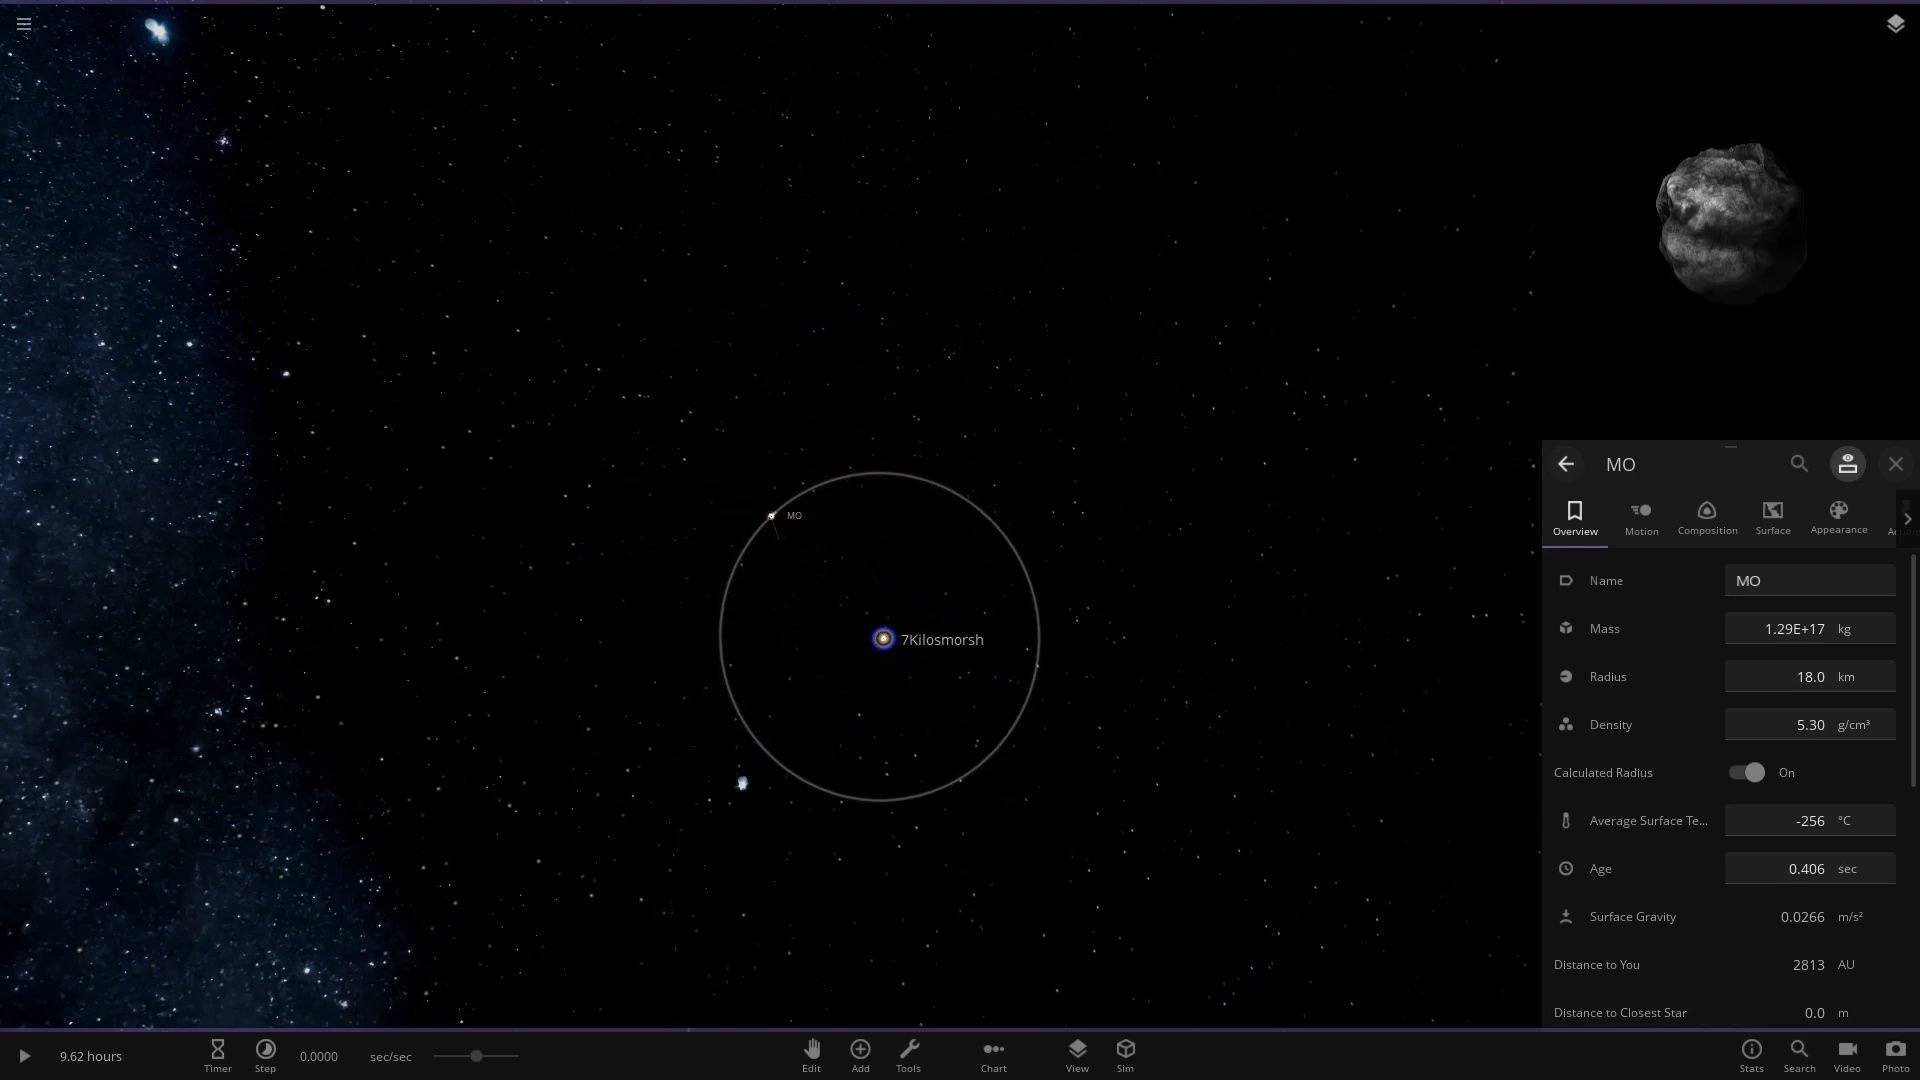 MO
7Kilosmorsh
MO
Overview
Motion
Composition
Surface
Appearance
Name
MO
Mass
1.29E+17 kg
Radius
18.0 km
Density
5.30 g/cm³
Calculated Radius
On
Average Surface Te...
-256 °C
Age
0.406 sec
Surface Gravity
0.0266 m/s²
Distance to You
2813 AU
Distance to Closest Star
0.0 m
9.62 hours
Timer
Step
0.0000 sec/sec
Edit
Add
Tools
Chart
View
Sim
Stats
Search
Video
Photo